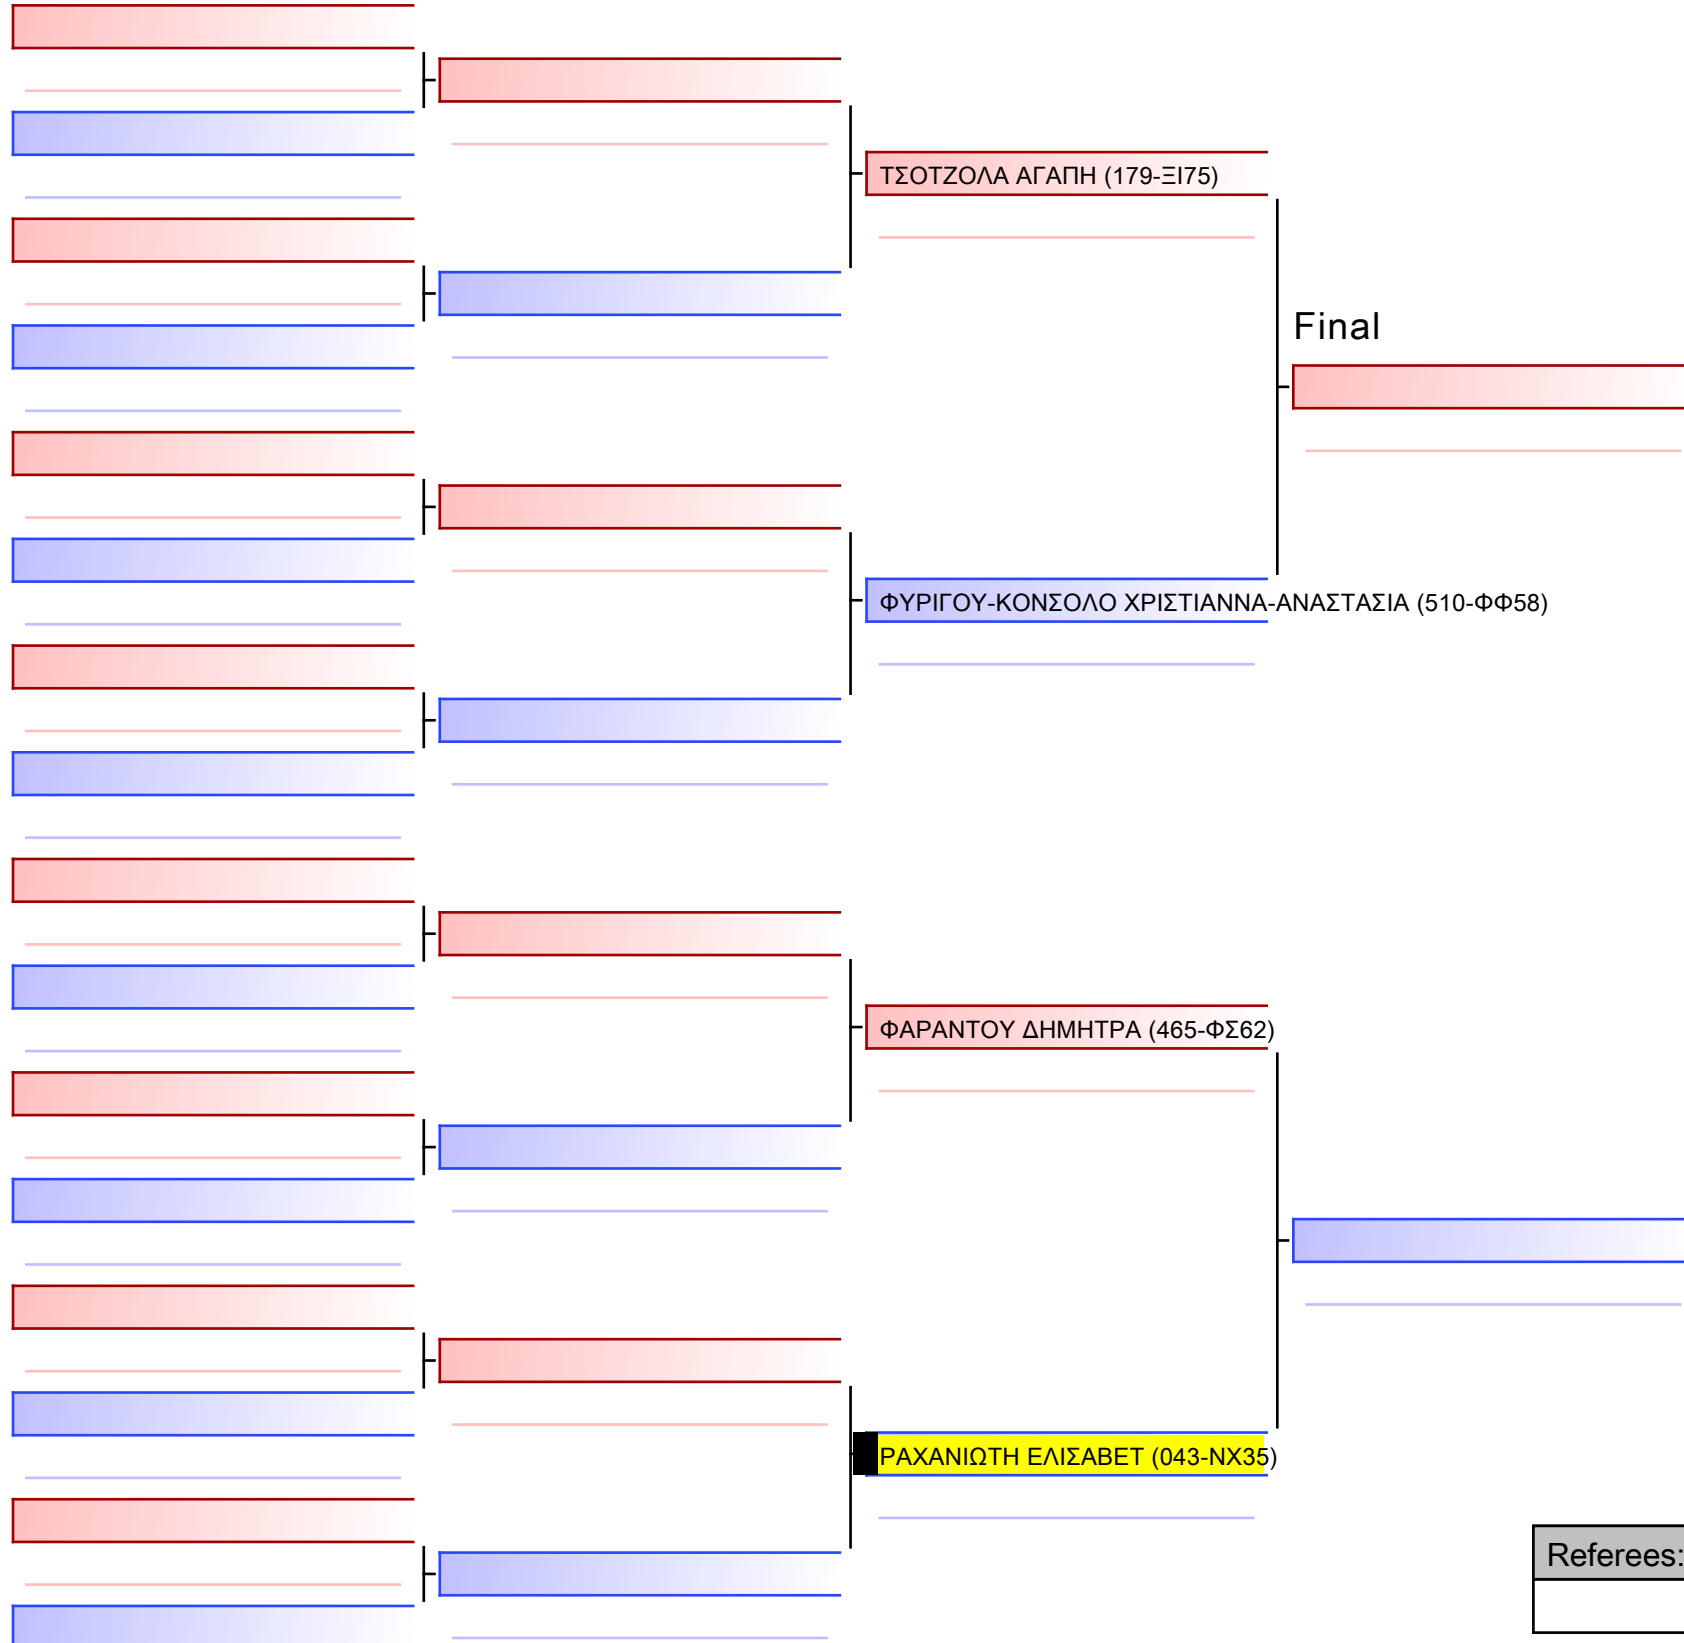 ΤΣΟΤΖΟΛΑ ΑΓΑΠΗ (179-ΞΙ75)
Final
ΦΥΡΙΓΟΥ-ΚΟΝΣΟΛΟ ΧΡΙΣΤΙΑΝΝΑ-ΑΝΑΣΤΑΣΙΑ (510-ΦΦ58)
ΦΑΡΑΝΤΟΥ ΔΗΜΗΤΡΑ (465-ΦΣ62)
ΡΑΧΑΝΙΩΤΗ ΕΛΙΣΑΒΕΤ (043-ΝΧ35)
Referees: